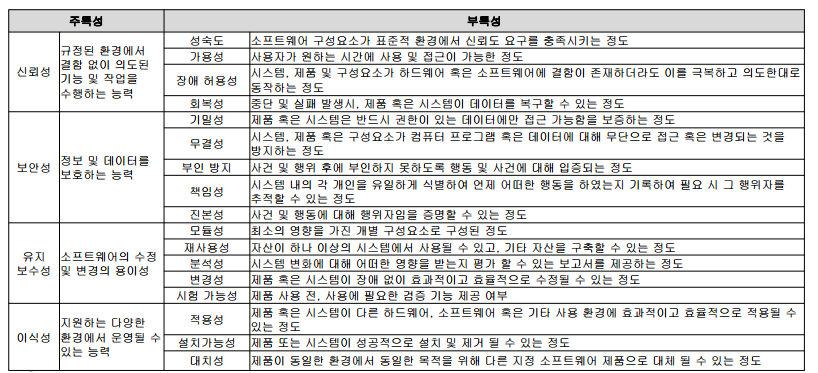 주특성 부특성
신뢰성
규정된 환경에서
결함 없이 의도된
기능 및 작업을
수행하는 능력
성숙도 소프트웨어 구성요소가 표준적 환경에서 신뢰도 요구를 충족시키는 정도
가용성 사용자가 원하는 시간에 사용 및 접근이 가능한 정도
장애 허용성
시스템, 제품 및 구성요소가 하드웨어 혹은 소프트웨어에 결함이 존재하더라도 이를 극복하고 의도한대로
동작하는 정도
회복성 중단 및 실패 발생시, 제품 혹은 시스템이 데이터를 복구할 수 있는 정도
보안성
정보 및 데이터를
보호하는 능력
기밀성 제품 혹은 시스템은 반드시 권한이 있는 데이터에만 접근 가능함을 보증하는 정도
무결성
시스템, 제품 혹은 구성요소가 컴퓨터 프로그램 혹은 데이터에 대해 무단으로 접근 혹은 변경되는 것을
방지하는 정도
부인 방지 사건 및 행위 후에 부인하지 못하도록 행동 및 사건에 대해 입증되는 정도
책임성
시스템 내의 각 개인을 유일하게 식별하여 언제 어떠한 행동을 하였는지 기록하여 필요 시 그 행위자를
추적할 수 있는 정도
진본성 사건 및 행동에 대해 행위자임을 증명할 수 있는 정도
유지
보수성
소프트웨어의 수정
및 변경의 용이성
모듈성 최소의 영향을 가진 개별 구성요소로 구성된 정도
재사용성 자산이 하나 이상의 시스템에서 사용될 수 있고, 기타 자산을 구축할 수 있는 정도
분석성 시스템 변화에 대해 어떠한 영향을 받는지 평가 할 수 있는 보고서를 제공하는 정도
변경성 제품 혹은 시스템이 장애 없이 효과적이고 효율적으로 수정될 수 있는 정도
시험 가능성 제품 사용 전, 사용에 필요한 검증 기능 제공 여부
이식성
지원하는 다양한
환경에서 운영될 수
있는 능력
적용성
제품 혹은 시스템이 다른 하드웨어, 소프트웨어 혹은 기타 사용 환경에 효과적이고 효율적으로 적용될 수
있는 정도
설치가능성 제품 또는 시스템이 성공적으로 설치 및 제거 될 수 있는 정도
대치성 제품이 동일한 환경에서 동일한 목적을 위해 다른 지정 소프트웨어 제품으로 대체 될 수 있는 정도